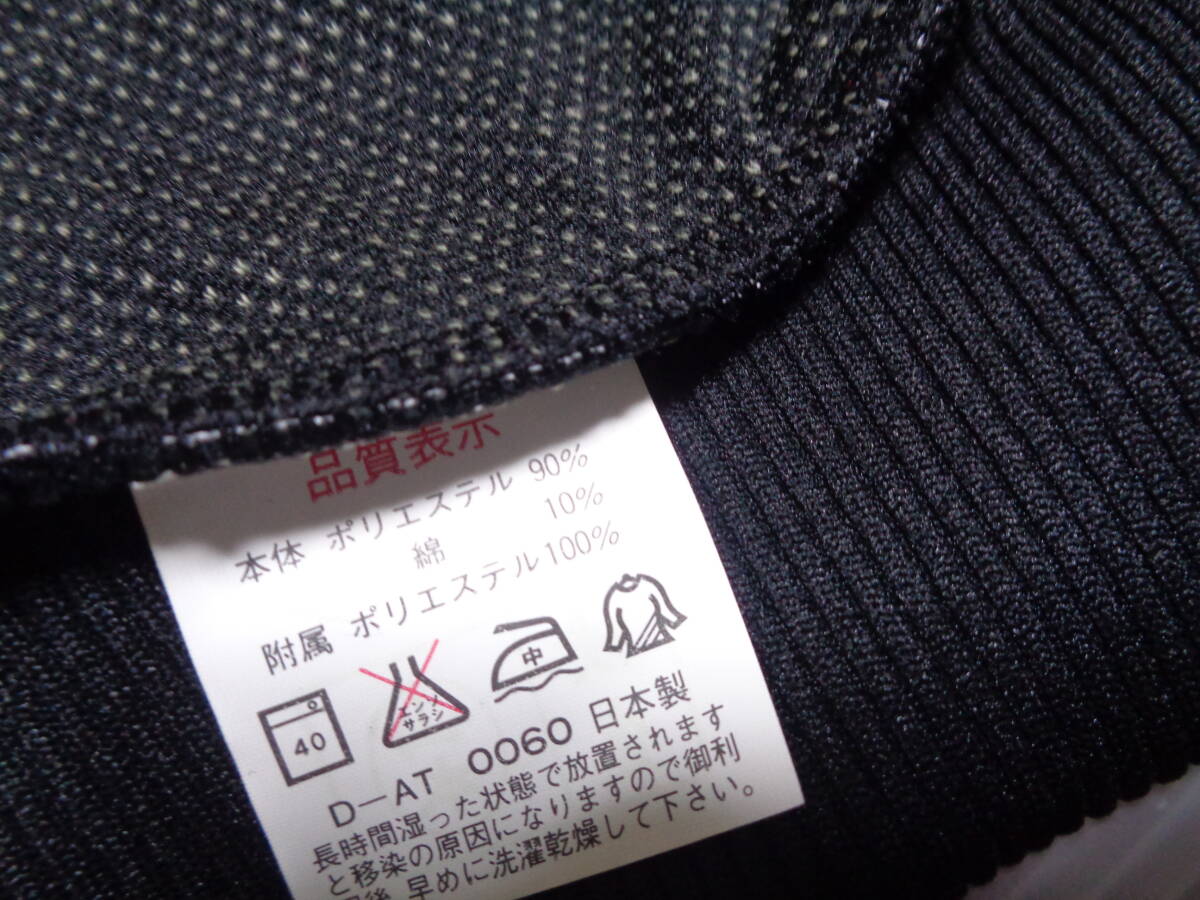 品質表示
本体 ポリエステル 90%
綿 10%
附属 ポリエステル100%
40
エンソ
サラシ
中
D-AT 0060 日本製
長時間湿った状態で放置されます
と移染の原因になりますので御利
後 早めに洗濯乾燥して下さい。